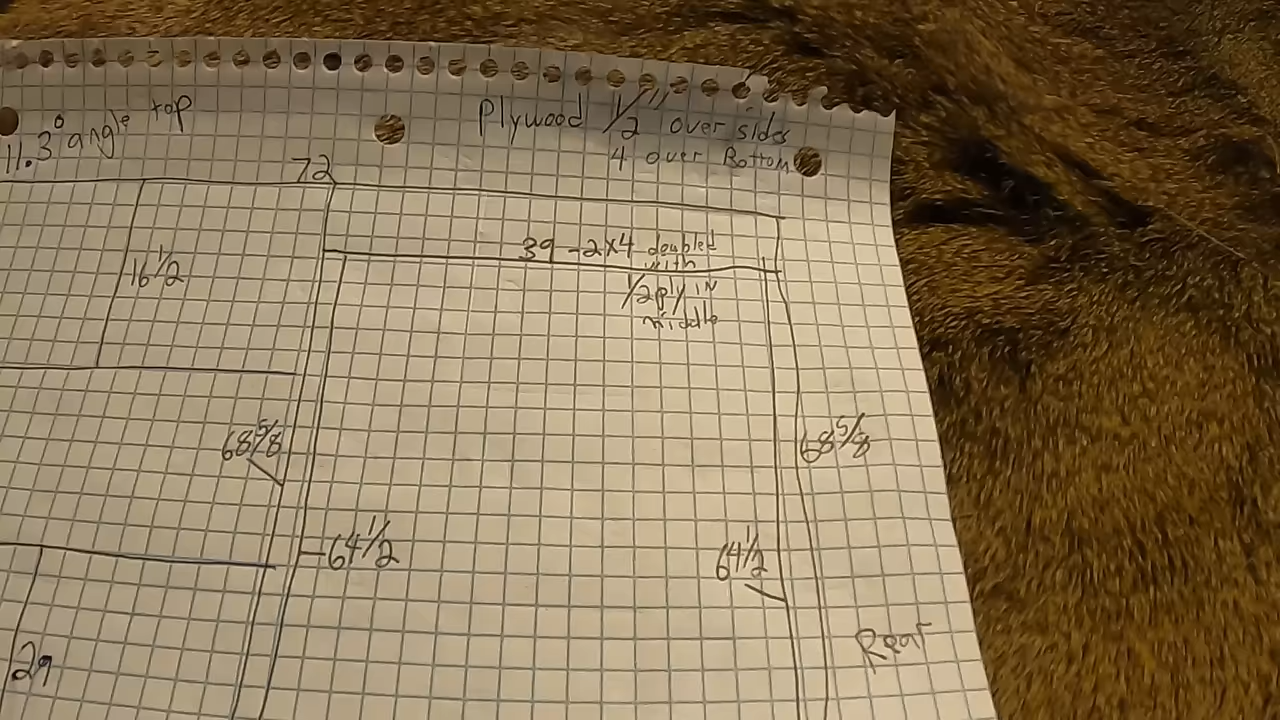 11.3° angle top
Plywood 1/2" over sides
4 over Bottom
72
39 - 2x4 doubled
with
1/2 ply in
middle
16 1/2
68 5/8
68 5/8
64 1/2
64 1/2
29
Rear